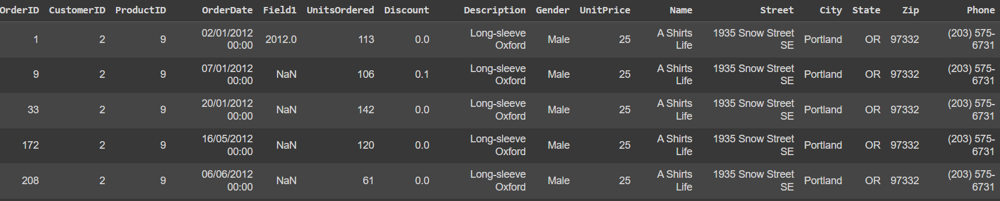 OrderID CustomerID ProductID OrderDate Field1 UnitsOrdered Discount Description Gender UnitPrice Name Street City State Zip Phone
1 2 9 02/01/2012 00:00 2012.0 113 0.0 Long-sleeve Oxford Male 25 A Shirts Life 1935 Snow Street SE Portland OR 97332 (203) 575-6731
9 2 9 07/01/2012 00:00 NaN 106 0.1 Long-sleeve Oxford Male 25 A Shirts Life 1935 Snow Street SE Portland OR 97332 (203) 575-6731
33 2 9 20/01/2012 00:00 NaN 142 0.0 Long-sleeve Oxford Male 25 A Shirts Life 1935 Snow Street SE Portland OR 97332 (203) 575-6731
172 2 9 16/05/2012 00:00 NaN 120 0.0 Long-sleeve Oxford Male 25 A Shirts Life 1935 Snow Street SE Portland OR 97332 (203) 575-6731
208 2 9 06/06/2012 00:00 NaN 61 0.0 Long-sleeve Oxford Male 25 A Shirts Life 1935 Snow Street SE Portland OR 97332 (203) 575-6731